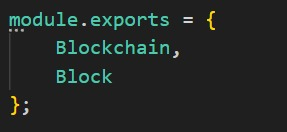 module.exports = {
    Blockchain,
    Block
};